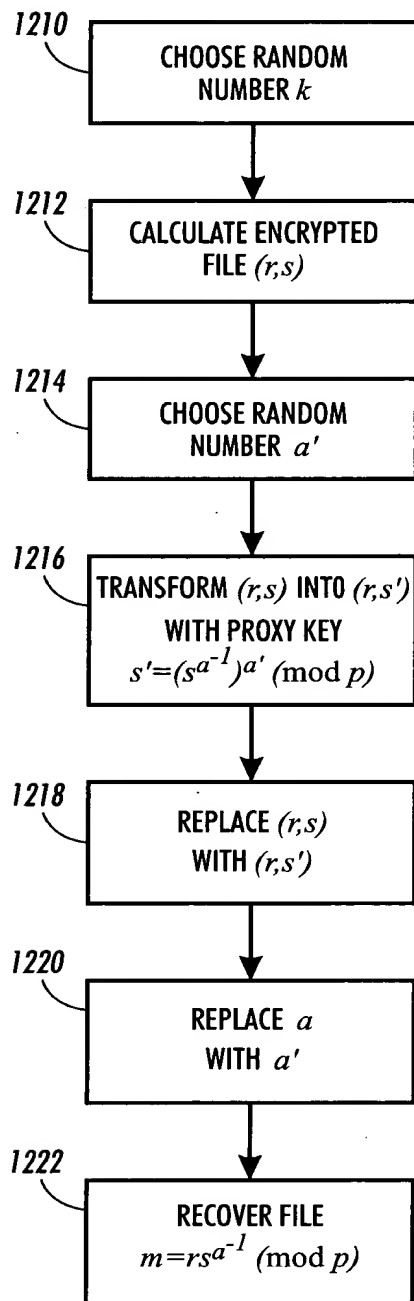 1210
CHOOSE RANDOM
NUMBER k
1212
CALCULATE ENCRYPTED
FILE (r,s)
1214
CHOOSE RANDOM
NUMBER a'
1216
TRANSFORM (r,s) INTO (r,s')
WITH PROXY KEY
s'=(s^{a^{-1}})^{a'} (mod p)
1218
REPLACE (r,s)
WITH (r,s')
1220
REPLACE a
WITH a'
1222
RECOVER FILE
m=rs^{a^{-1}} (mod p)